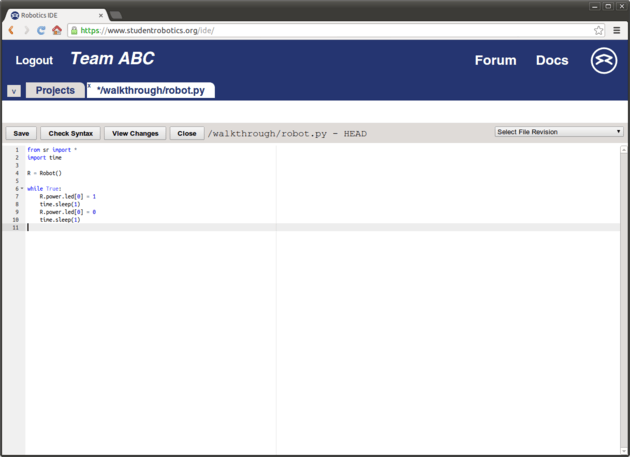 Robotics IDE
https://www.studentrobotics.org/ide/
Logout Team ABC Forum Docs
v Projects x */walkthrough/robot.py
Save Check Syntax View Changes Close /walkthrough/robot.py - HEAD Select File Revision
1 from sr import *
2 import time
3
4 R = Robot()
5
6 while True:
7 R.power.led[0] = 1
8 time.sleep(1)
9 R.power.led[0] = 0
10 time.sleep(1)
11